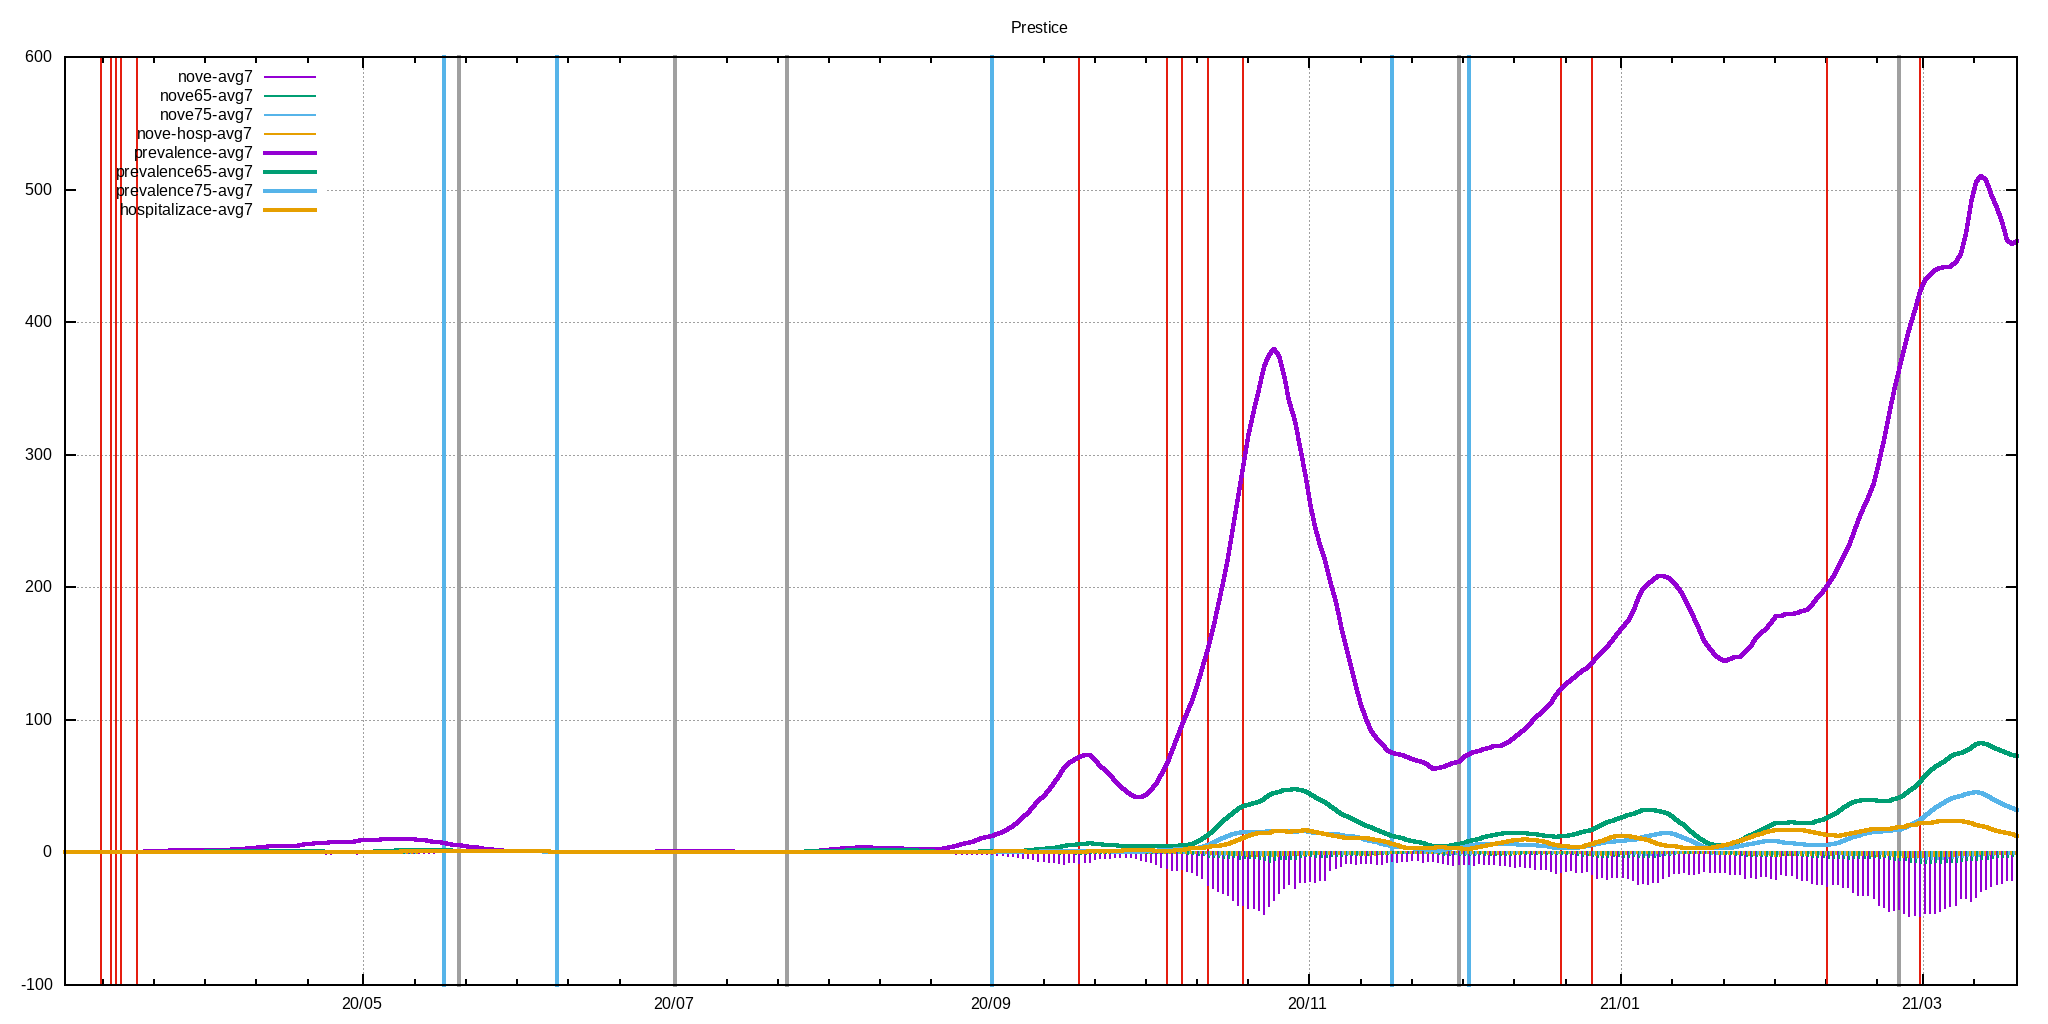 Prestice
600
500
400
300
200
100
0
-100
nove-avg7
nove65-avg7
nove75-avg7
nove-hosp-avg7
prevalence-avg7
prevalence65-avg7
prevalence75-avg7
hospitalizace-avg7
20/05 20/07 20/09 20/11 21/01 21/03